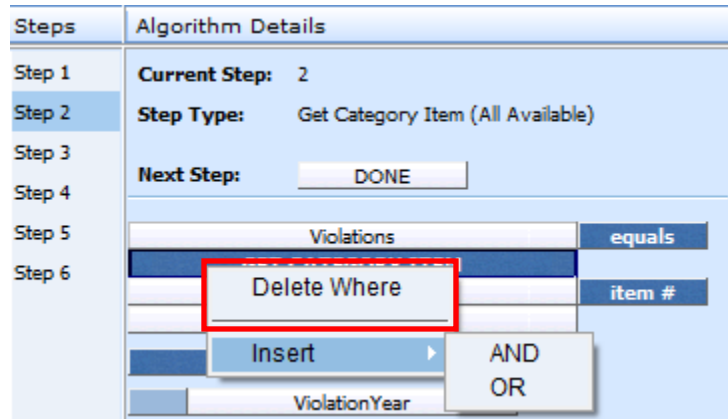 Steps
Algorithm Details
Step 1
Current Step: 2
Step 2
Step Type: Get Category Item (All Available)
Step 3
Next Step: DONE
Step 4
Step 5
Violations equals
Step 6
Delete Where
item #
Insert
AND
OR
ViolationYear